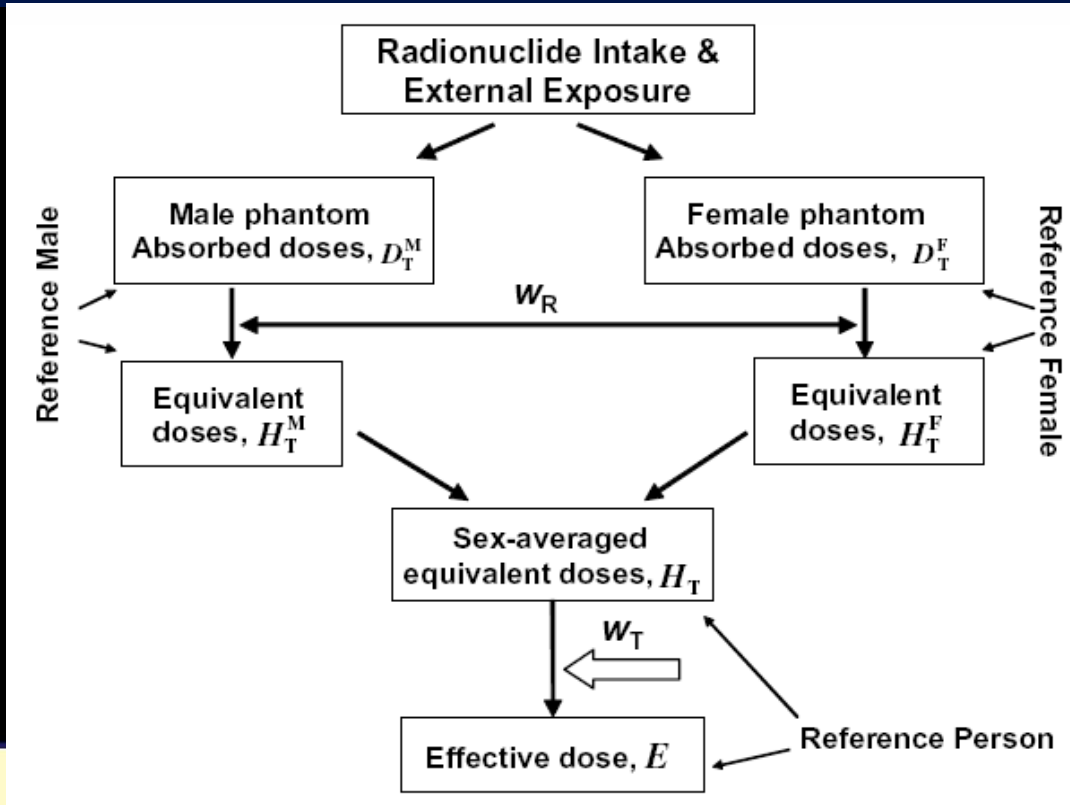 Radionuclide Intake &
External Exposure
Male phantom
Absorbed doses, D_T^M
Female phantom
Absorbed doses, D_T^F
Reference Male
Reference Female
w_R
Equivalent
doses, H_T^M
Equivalent
doses, H_T^F
Sex-averaged
equivalent doses, H_T
w_T
Effective dose, E
Reference Person